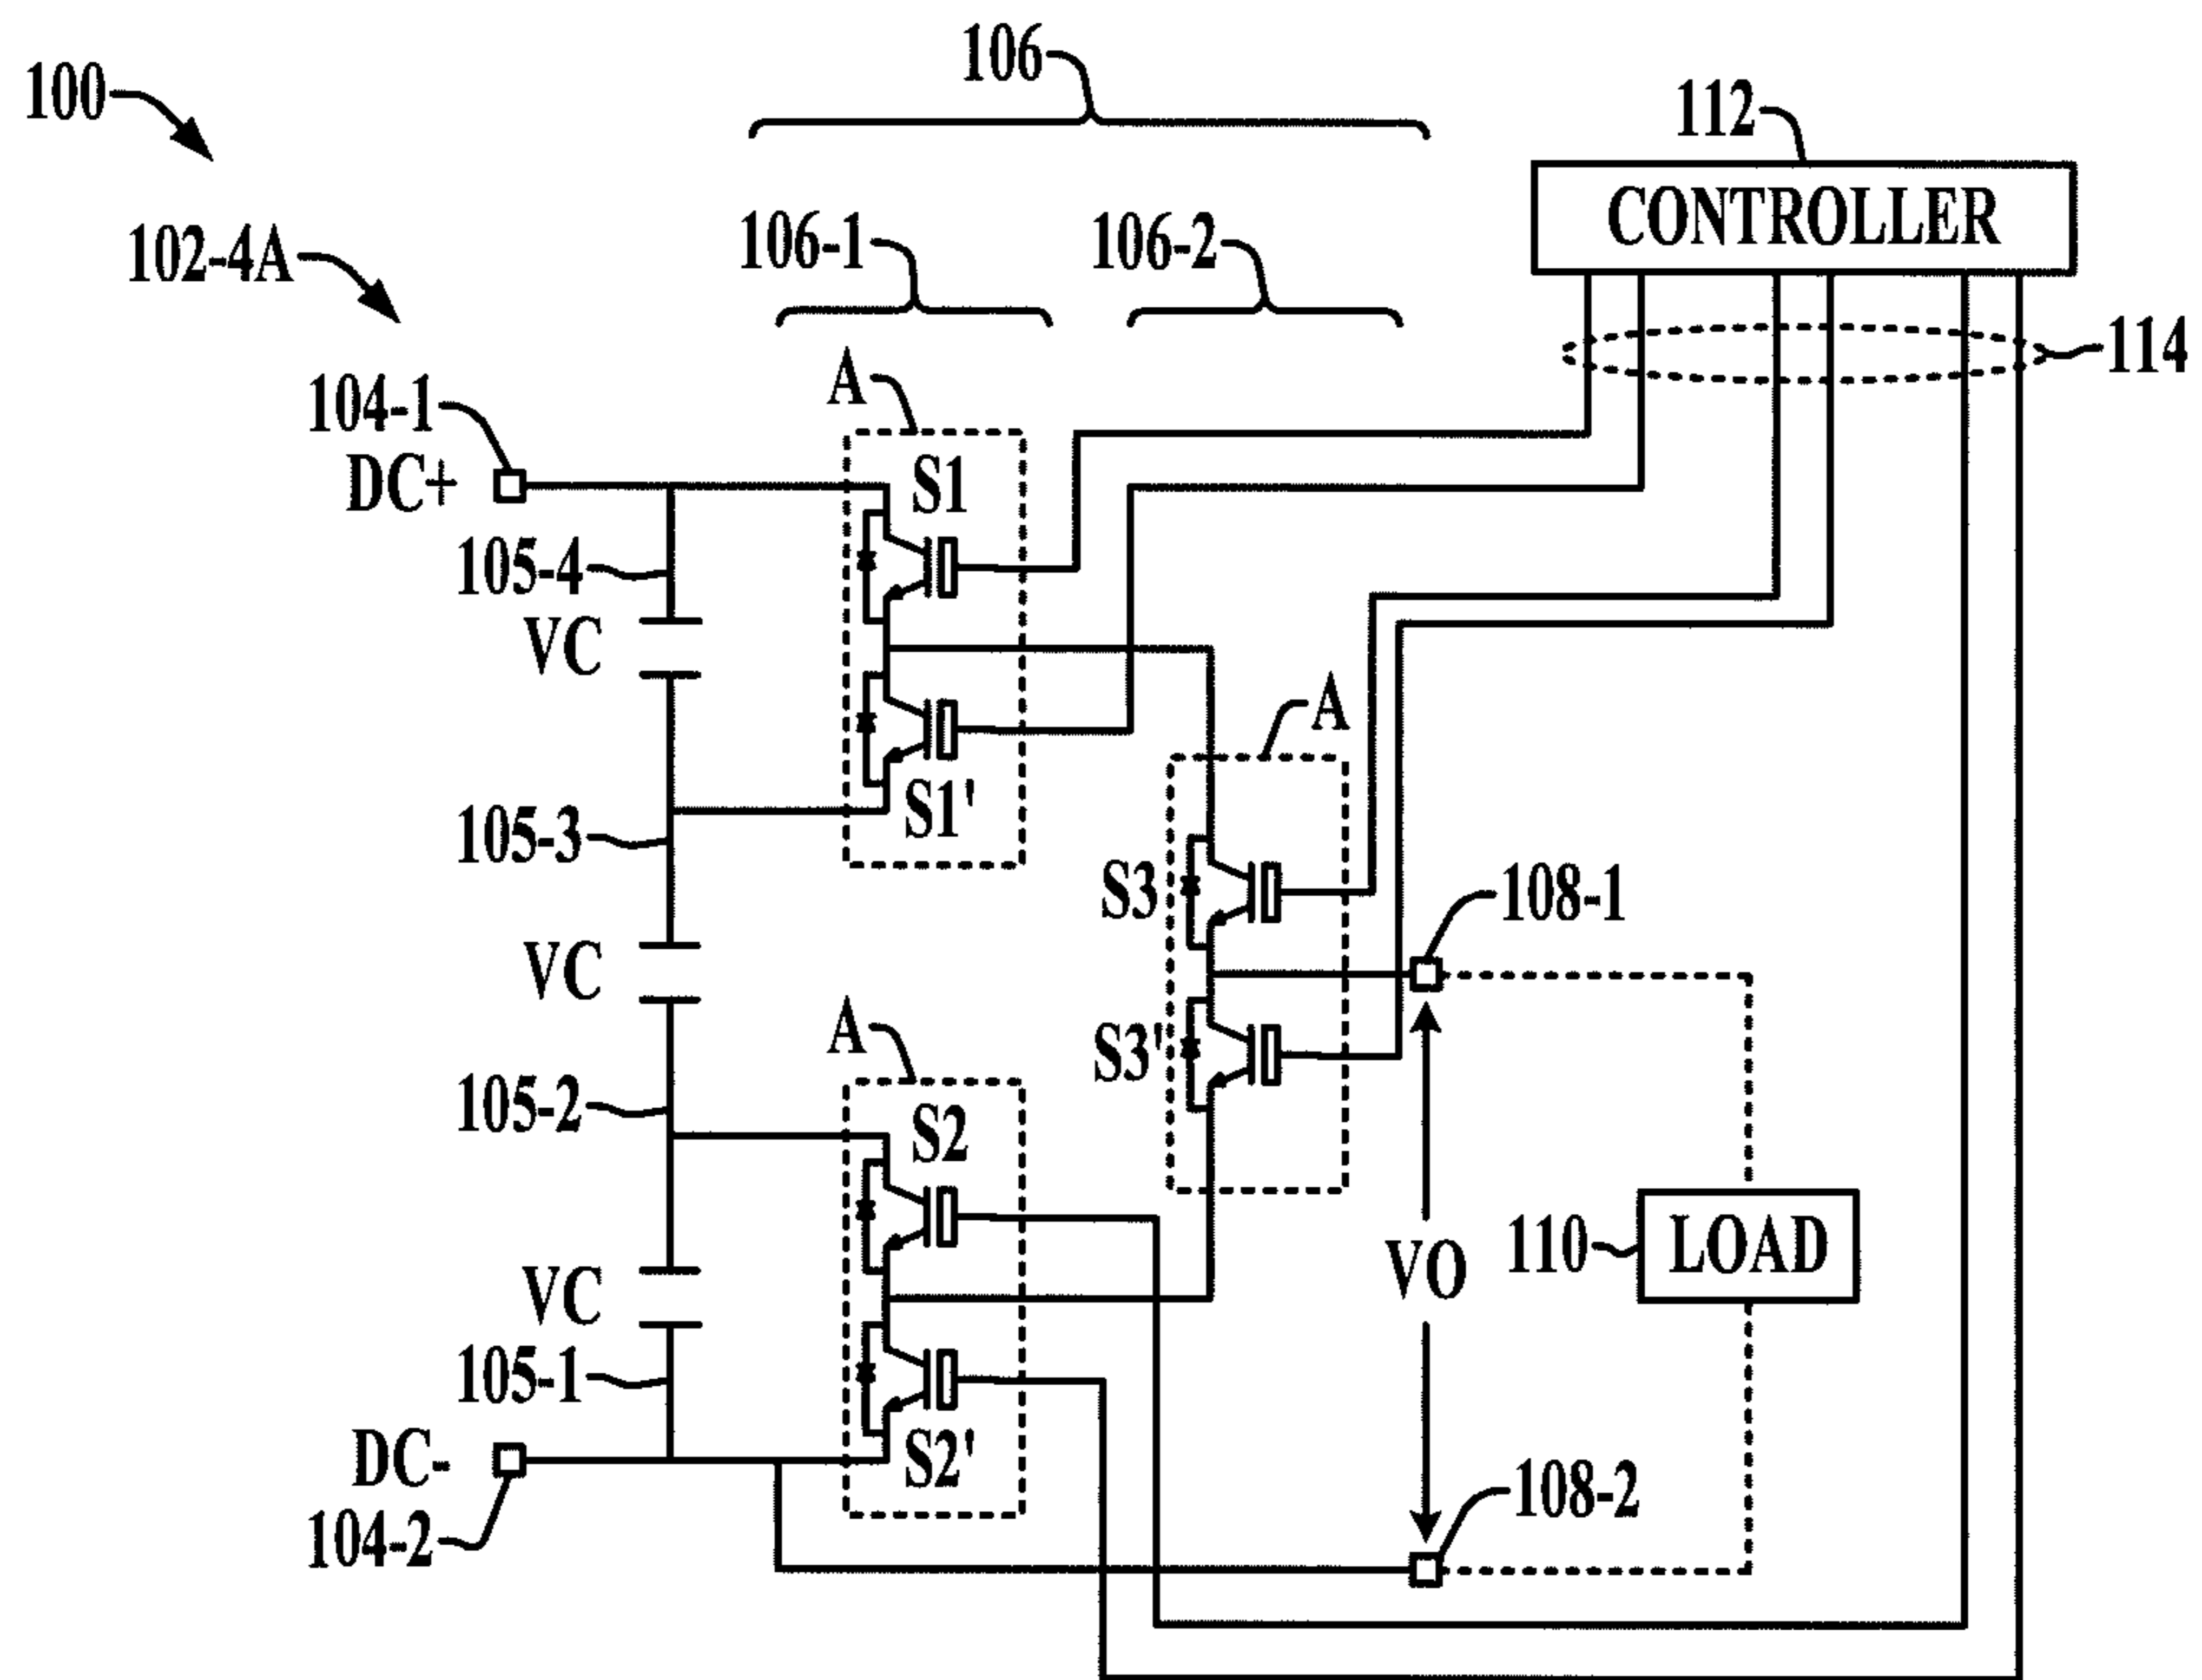 106
100
112
CONTROLLER
102-4A
106-1
106-2
114
A
104-1
DC+
S1
105-4
VC
A
S1'
105-3
S3
108-1
VC
S3'
A
105-2
S2
110
LOAD
VO
VC
105-1
DC-
S2'
108-2
104-2